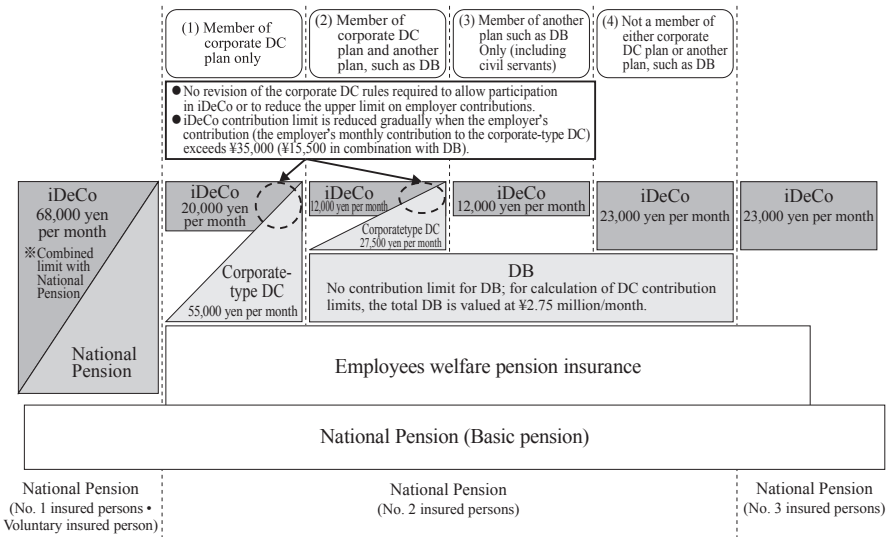 (1) Member of
corporate DC
plan only
(2) Member of
corporate DC
plan and another
plan, such as DB
(3) Member of another
plan such as DB
Only (including
civil servants)
(4) Not a member of
either corporate
DC plan or another
plan, such as DB
● No revision of the corporate DC rules required to allow participation
in iDeCo or to reduce the upper limit on employer contributions.
● iDeCo contribution limit is reduced gradually when the employer's
contribution (the employer's monthly contribution to the corporate-type DC)
exceeds ¥35,000 (¥15,500 in combination with DB).
iDeCo
68,000 yen
per month
※Combined
limit with
National
Pension
National
Pension
iDeCo
20,000 yen
per month
Corporate-
type DC
55,000 yen per month
iDeCo
12,000 yen per month
Corporatetype DC
27,500 yen per month
iDeCo
12,000 yen per month
iDeCo
23,000 yen per month
iDeCo
23,000 yen per month
DB
No contribution limit for DB; for calculation of DC contribution
limits, the total DB is valued at ¥2.75 million/month.
Employees welfare pension insurance
National Pension (Basic pension)
National Pension
(No. 1 insured persons •
Voluntary insured person)
National Pension
(No. 2 insured persons)
National Pension
(No. 3 insured persons)